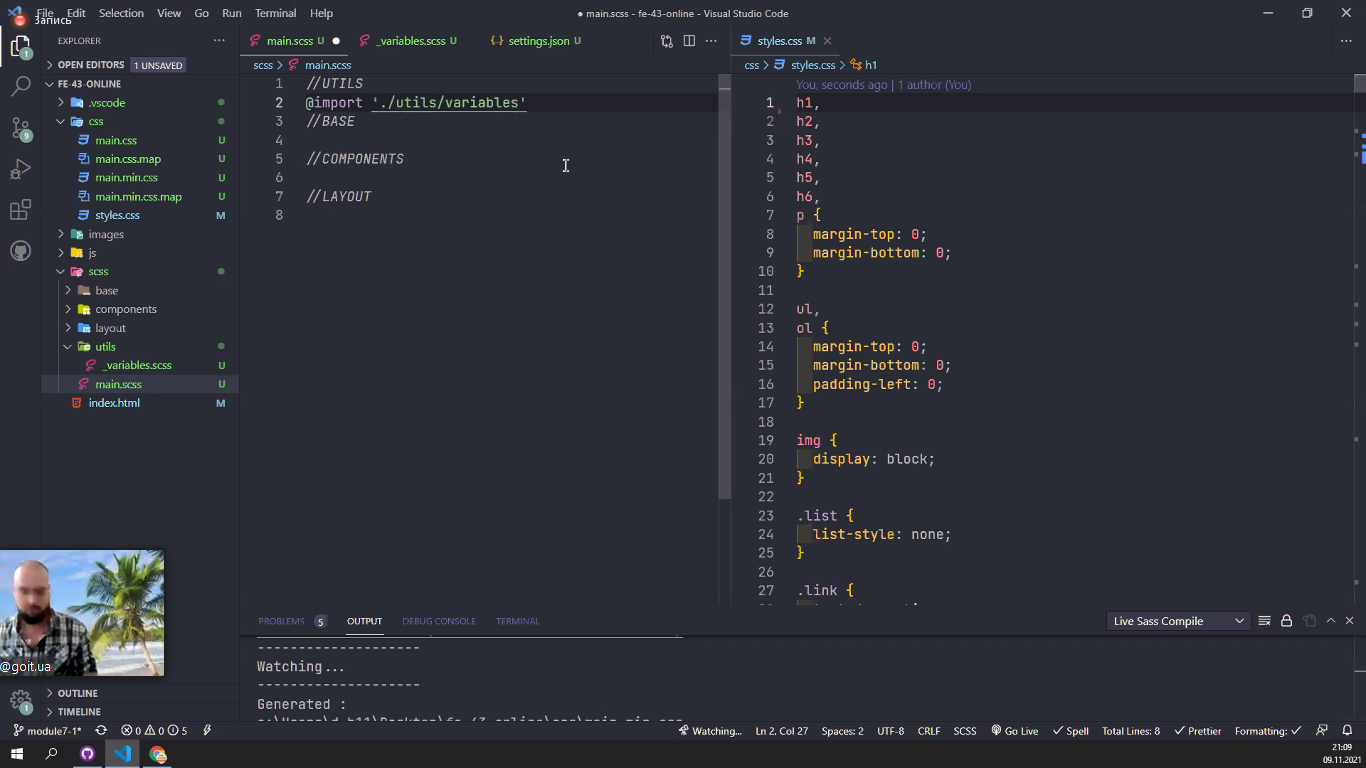 File Edit Selection View Go Run Terminal Help
Запись
● main.scss - fe-43-online - Visual Studio Code
EXPLORER
OPEN EDITORS 1 UNSAVED
FE-43-ONLINE
.vscode
css
main.css U
main.css.map U
main.min.css U
main.min.css.map U
styles.css M
images
js
scss
base
components
layout
utils
_variables.scss U
main.scss U
index.html M
OUTLINE
TIMELINE
1
9
1
@goit.ua
main.scss U ● _variables.scss U settings.json U
scss > main.scss
1 //UTILS
2 @import './utils/variables'
3 //BASE
4
5 //COMPONENTS
6
7 //LAYOUT
8
styles.css M
css > styles.css > h1
You, seconds ago | 1 author (You)
1 h1,
2 h2,
3 h3,
4 h4,
5 h5,
6 h6,
7 p {
8 margin-top: 0;
9 margin-bottom: 0;
10 }
11
12 ul,
13 ol {
14 margin-top: 0;
15 margin-bottom: 0;
16 padding-left: 0;
17 }
18
19 img {
20 display: block;
21 }
22
23 .list {
24 list-style: none;
25 }
26
27 .link {
PROBLEMS 5 OUTPUT DEBUG CONSOLE TERMINAL
Live Sass Compile
--------------------
Watching...
--------------------
Generated :
module7-1* 0 0 5
Watching... Ln 2, Col 27 Spaces: 2 UTF-8 CRLF SCSS Go Live Spell Total Lines: 8 Prettier Formatting:
21:09
09.11.2021